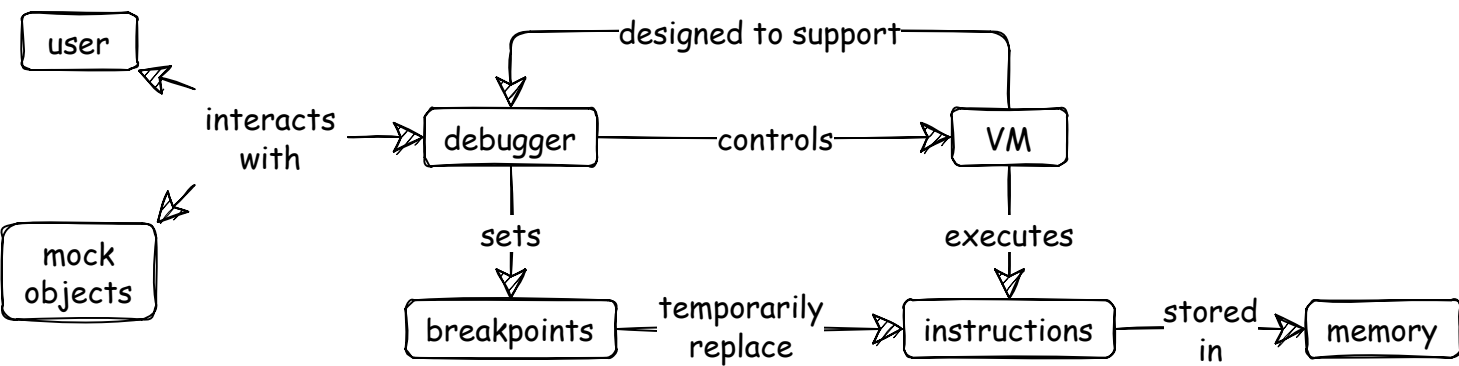 user
designed to support
interacts
with
debugger
controls
VM
mock
objects
sets
executes
breakpoints
temporarily
replace
instructions
stored
in
memory